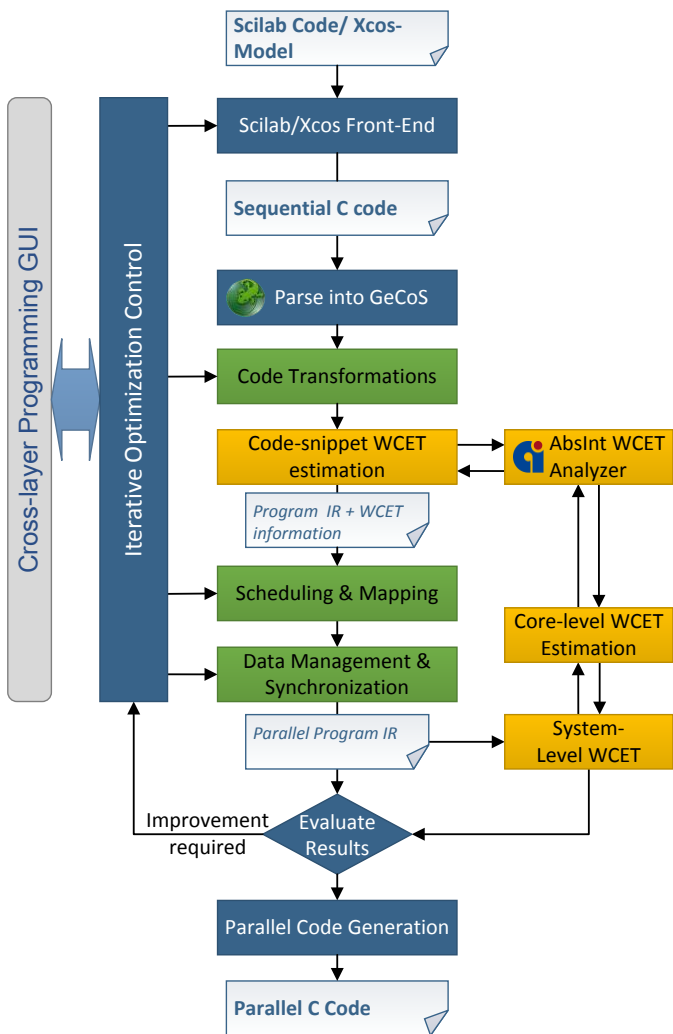 Scilab Code/ Xcos-
Model
Scilab/Xcos Front-End
Sequential C code
Parse into GeCoS
Code Transformations
Code-snippet WCET
estimation
AbsInt WCET
Analyzer
Program IR + WCET
information
Scheduling & Mapping
Core-level WCET
Estimation
Data Management &
Synchronization
Parallel Program IR
System-
Level WCET
Evaluate
Results
Improvement
required
Parallel Code Generation
Parallel C Code
Cross-layer Programming GUI
Iterative Optimization Control